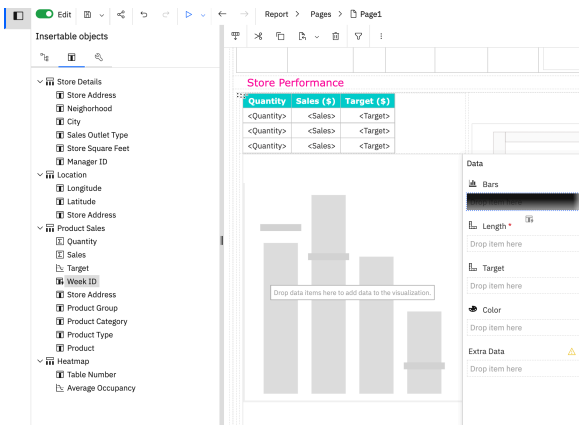 Edit
Report > Pages > Page1
Insertable objects
Store Details
Store Address
Neighorhood
City
Sales Outlet Type
Store Square Feet
Manager ID
Location
Longitude
Latitude
Store Address
Product Sales
Quantity
Sales
Target
Week ID
Store Address
Product Group
Product Category
Product Type
Product
Heatmap
Table Number
Average Occupancy
Store Performance
Quantity Sales ($) Target ($)
<Quantity> <Sales> <Target>
<Quantity> <Sales> <Target>
<Quantity> <Sales> <Target>
Drop data items here to add data to the visualization.
Data
Bars
Drop item here
Length *
Drop item here
Target
Drop item here
Color
Drop item here
Extra Data
Drop item here